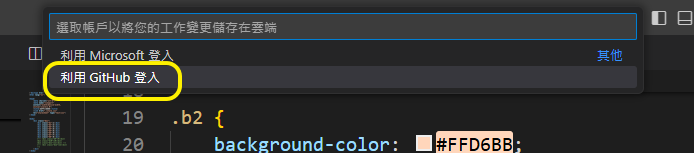 選取帳戶以將您的工作變更儲存在雲端
利用 Microsoft 登入 其他
利用 GitHub 登入
19 .b2 {
20 background-color: #FFD6BB;